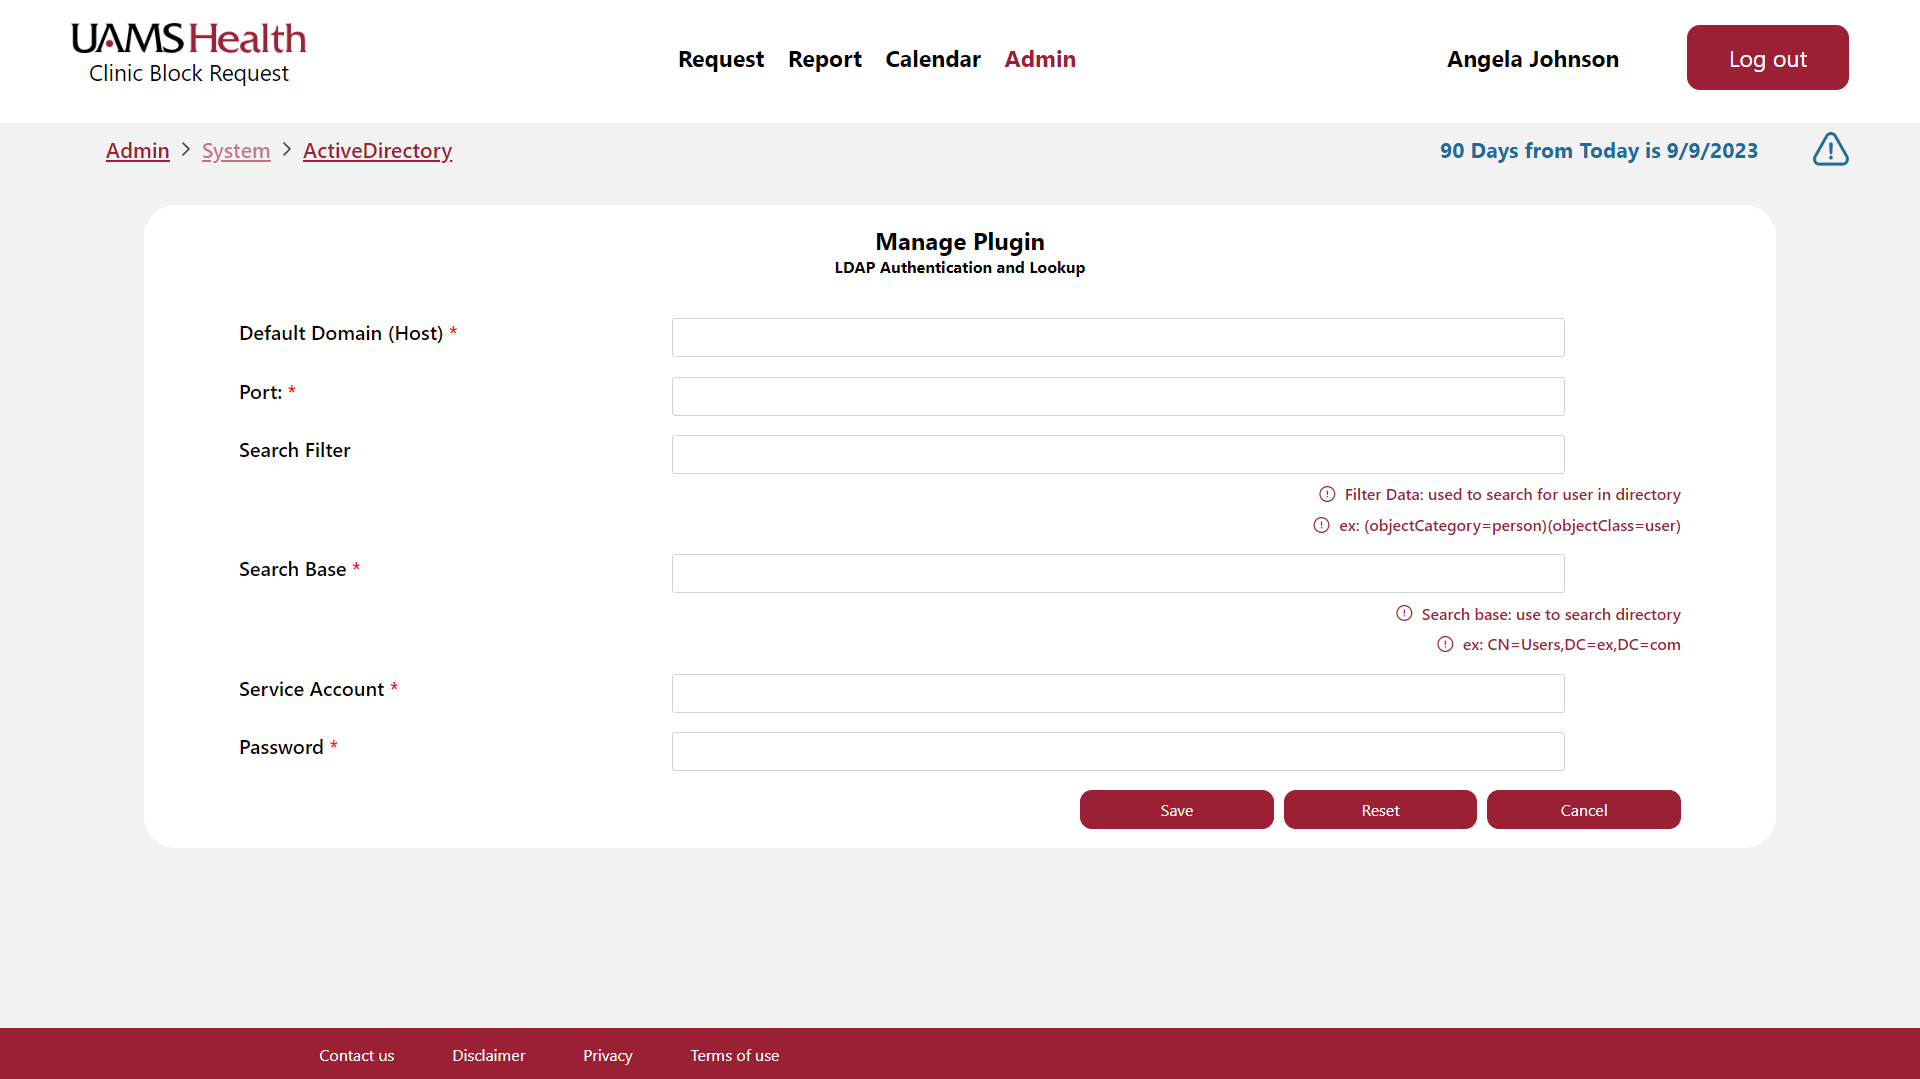 UAMS Health
Clinic Block Request
Request Report Calendar Admin
Angela Johnson
Log out
Admin > System > ActiveDirectory
90 Days from Today is 9/9/2023
Manage Plugin
LDAP Authentication and Lookup
Default Domain (Host) *
Port: *
Search Filter
Filter Data: used to search for user in directory
ex: (objectCategory=person)(objectClass=user)
Search Base *
Search base: use to search directory
ex: CN=Users,DC=ex,DC=com
Service Account *
Password *
Save Reset Cancel
Contact us Disclaimer Privacy Terms of use